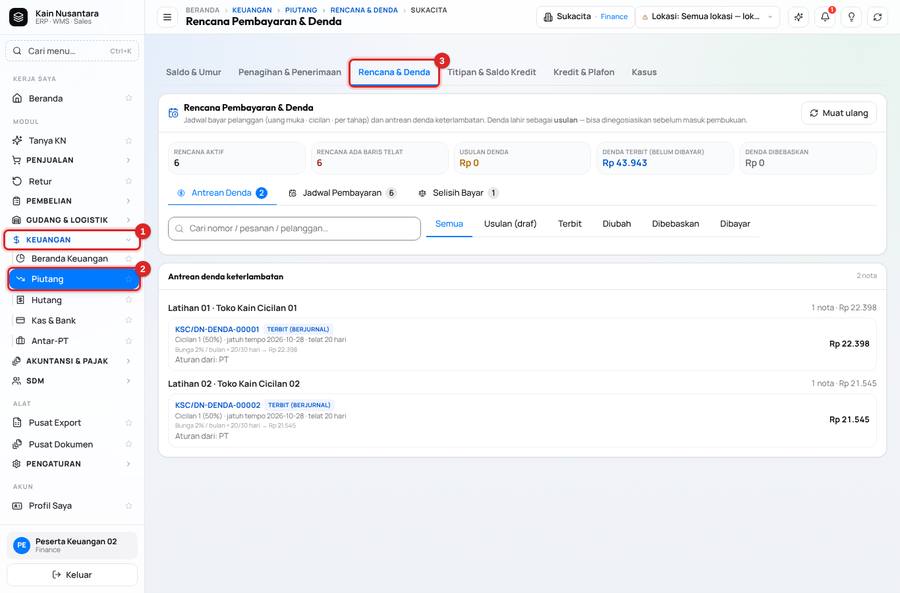 Kain Nusantara
ERP · WMS · Sales
Cari menu...
Ctrl+K
KERJA SAYA
Beranda
MODUL
Tanya KN
PENJUALAN
Retur
PEMBELIAN
GUDANG & LOGISTIK
KEUANGAN
1
Beranda Keuangan
2
Piutang
Hutang
Kas & Bank
Antar-PT
AKUNTANSI & PAJAK
SDM
ALAT
Pusat Export
Pusat Dokumen
PENGATURAN
AKUN
Profil Saya
PE
Peserta Keuangan 02
Finance
Keluar
BERANDA › KEUANGAN › PIUTANG › RENCANA & DENDA › SUKACITA
Rencana Pembayaran & Denda
Sukacita · Finance
Lokasi: Semua lokasi — lok...
1
Saldo & Umur
Penagihan & Penerimaan
Rencana & Denda
3
Titipan & Saldo Kredit
Kredit & Plafon
Kasus
Rencana Pembayaran & Denda
Jadwal bayar pelanggan (uang muka · cicilan · per tahap) dan antrean denda keterlambatan. Denda lahir sebagai usulan — bisa dinegosiasikan sebelum masuk pembukuan.
Muat ulang
RENCANA AKTIF
6
RENCANA ADA BARIS TELAT
6
USULAN DENDA
Rp 0
DENDA TERBIT (BELUM DIBAYAR)
Rp 43.943
DENDA DIBEBASKAN
Rp 0
Antrean Denda 2
Jadwal Pembayaran 6
Selisih Bayar 1
Cari nomor / pesanan / pelanggan...
Semua
Usulan (draf)
Terbit
Diubah
Dibebaskan
Dibayar
Antrean denda keterlambatan
2 nota
Latihan 01 · Toko Kain Cicilan 01
1 nota · Rp 22.398
KSC/DN-DENDA-00001 TERBIT (BERJURNAL)
Cicilan 1 (50%) · jatuh tempo 2026-10-28 · telat 20 hari
Bunga 2% / bulan × 20/30 hari → Rp 22.398
Aturan dari: PT
Rp 22.398
Latihan 02 · Toko Kain Cicilan 02
1 nota · Rp 21.545
KSC/DN-DENDA-00002 TERBIT (BERJURNAL)
Cicilan 1 (50%) · jatuh tempo 2026-10-28 · telat 20 hari
Bunga 2% / bulan × 20/30 hari → Rp 21.545
Aturan dari: PT
Rp 21.545